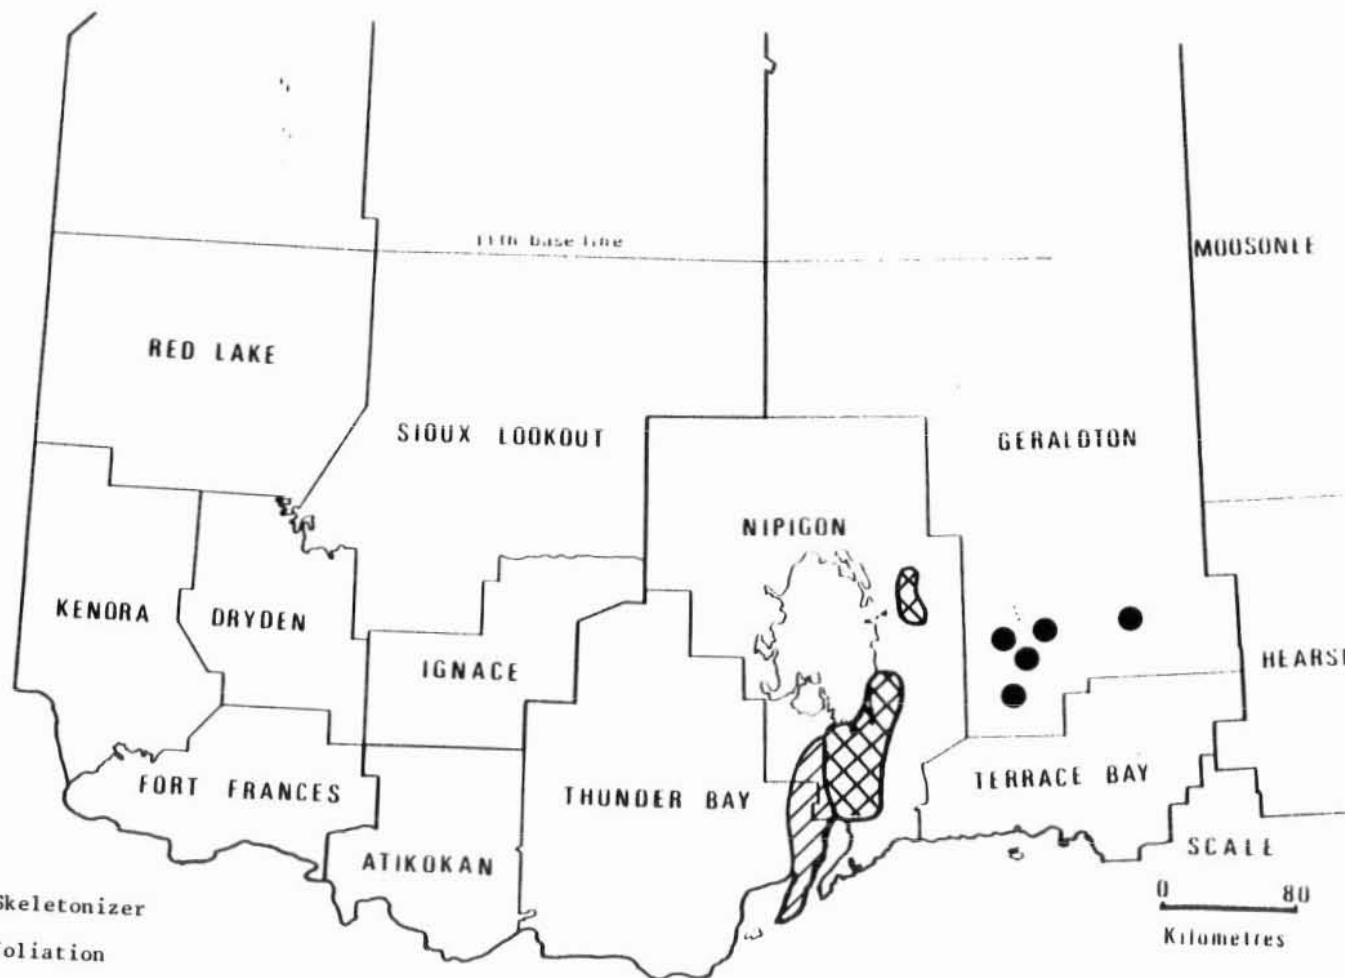 11th base line
MOOSONEE
RED LAKE
SIOUX LOOKOUT
GERALDTON
NIPIGON
KENORA
DRYDEN
IGNACE
HEARS
FORT FRANCES
THUNDER BAY
TERRACE BAY
ATIKOKAN
SCALE
0 80
Kilometres
Skeletonizer
foliation